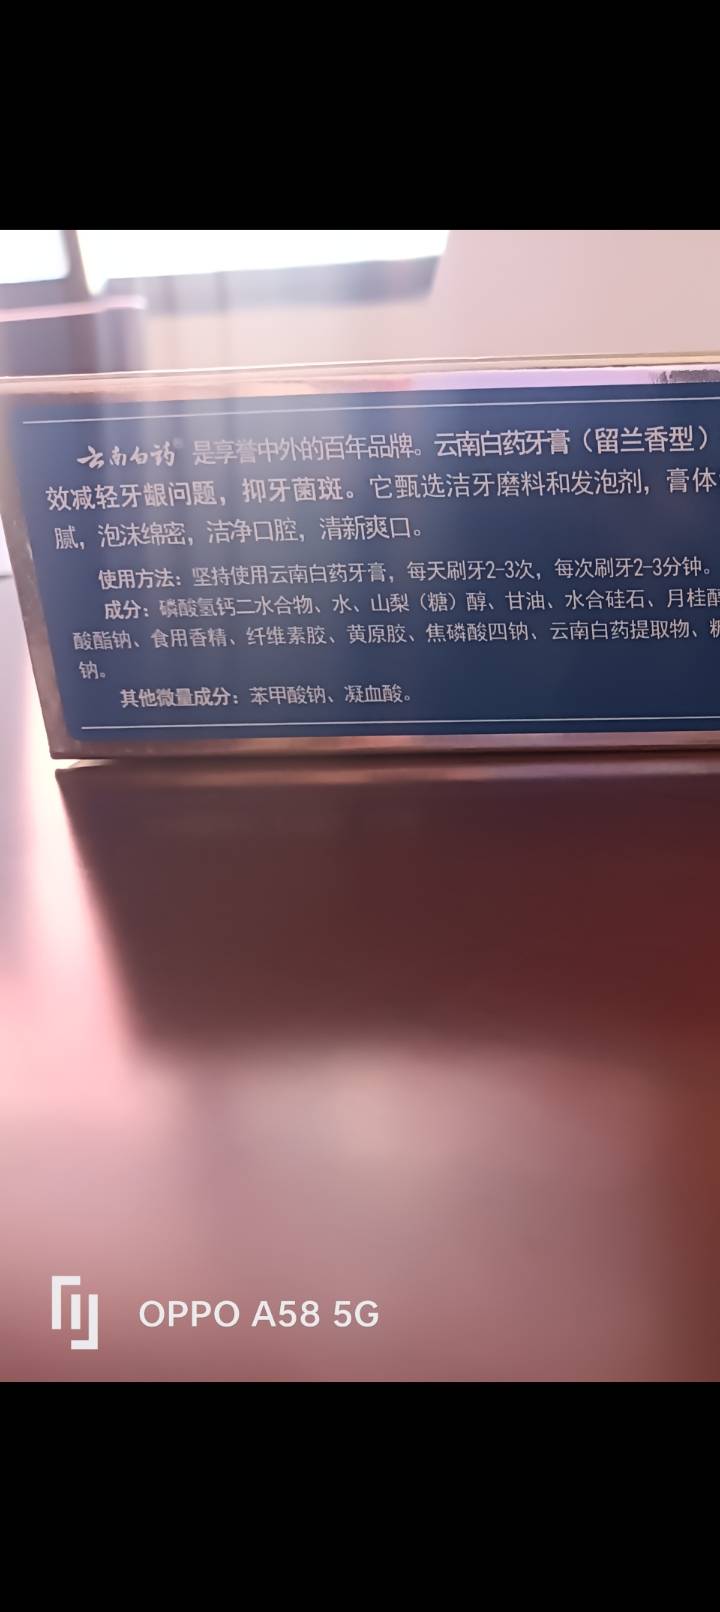 云南白药® 是享誉中外的百年品牌。云南白药牙膏（留兰香型）
效减轻牙龈问题，抑牙菌斑。它甄选洁牙磨料和发泡剂，膏体
腻，泡沫绵密，洁净口腔，清新爽口。
使用方法：坚持使用云南白药牙膏，每天刷牙2-3次，每次刷牙2-3分钟。
成分：磷酸氢钙二水合物、水、山梨（糖）醇、甘油、水合硅石、月桂醇
酸酯钠、食用香精、纤维素胶、黄原胶、焦磷酸四钠、云南白药提取物、糖
钠。
其他微量成分：苯甲酸钠、凝血酸。
OPPO A58 5G